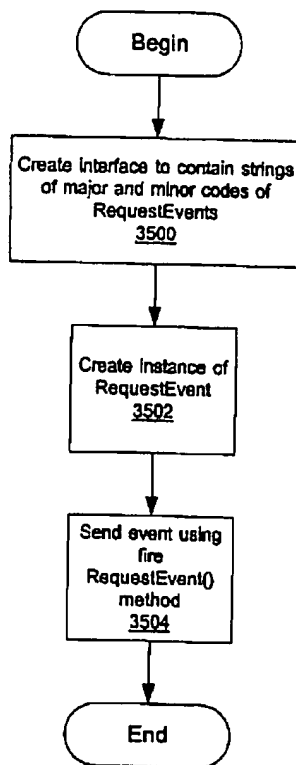 Begin
Create interface to contain strings
of major and minor codes of
RequestEvents
3500
Create instance of
RequestEvent
3502
Send event using
fire
RequestEvent()
method
3504
End